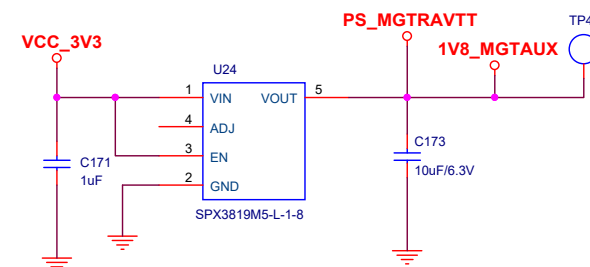 PS_MGTRAVTT
TP4
VCC_3V3
1V8_MGTAUX
U24
1 VIN VOUT 5
4 ADJ
3 EN
2 GND
C171
1uF
C173
10uF/6.3V
SPX3819M5-L-1-8